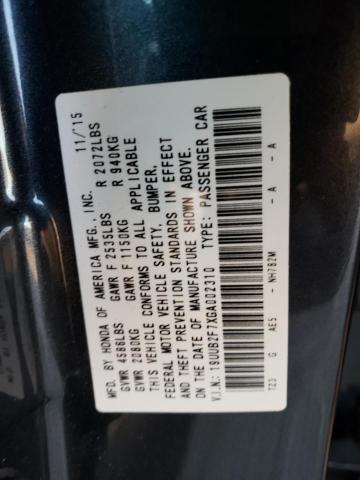 MFD. BY HONDA OF AMERICA MFG., INC. 11/'15
GVWR 4586LBS GAWR F 2535LBS R 2072LBS
GVWR 2080KG GAWR F 1150KG R 940KG
THIS VEHICLE CONFORMS TO ALL APPLICABLE
FEDERAL MOTOR VEHICLE SAFETY, BUMPER,
AND THEFT PREVENTION STANDARDS IN EFFECT
ON THE DATE OF MANUFACTURE SHOWN ABOVE.
V.I.N.: 19UUB2F7XGA002310 TYPE: PASSENGER CAR
TZ3 G AE5 - NH782M - A - A